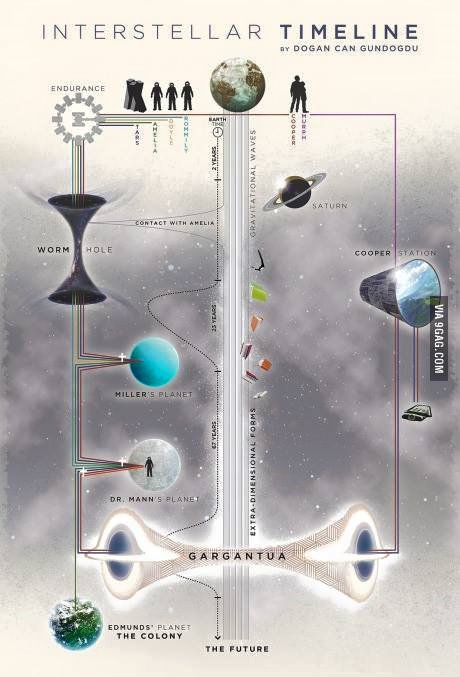 INTERSTELLAR TIMELINE
BY DOGAN CAN GUNDOGDU
ENDURANCE
TARS
AMELIA
DOYLE
ROMMILY
EARTH
TIME
COOPER
MURPH
2 YEARS
GRAVITATIONAL WAVES
SATURN
CONTACT WITH AMELIA
WORM HOLE
COOPER STATION
23 YEARS
VIA 9GAG.COM
MILLER'S PLANET
67 YEARS
EXTRA-DIMENSIONAL FORMS
DR. MANN'S PLANET
GARGANTUA
EDMUNDS' PLANET
THE COLONY
THE FUTURE